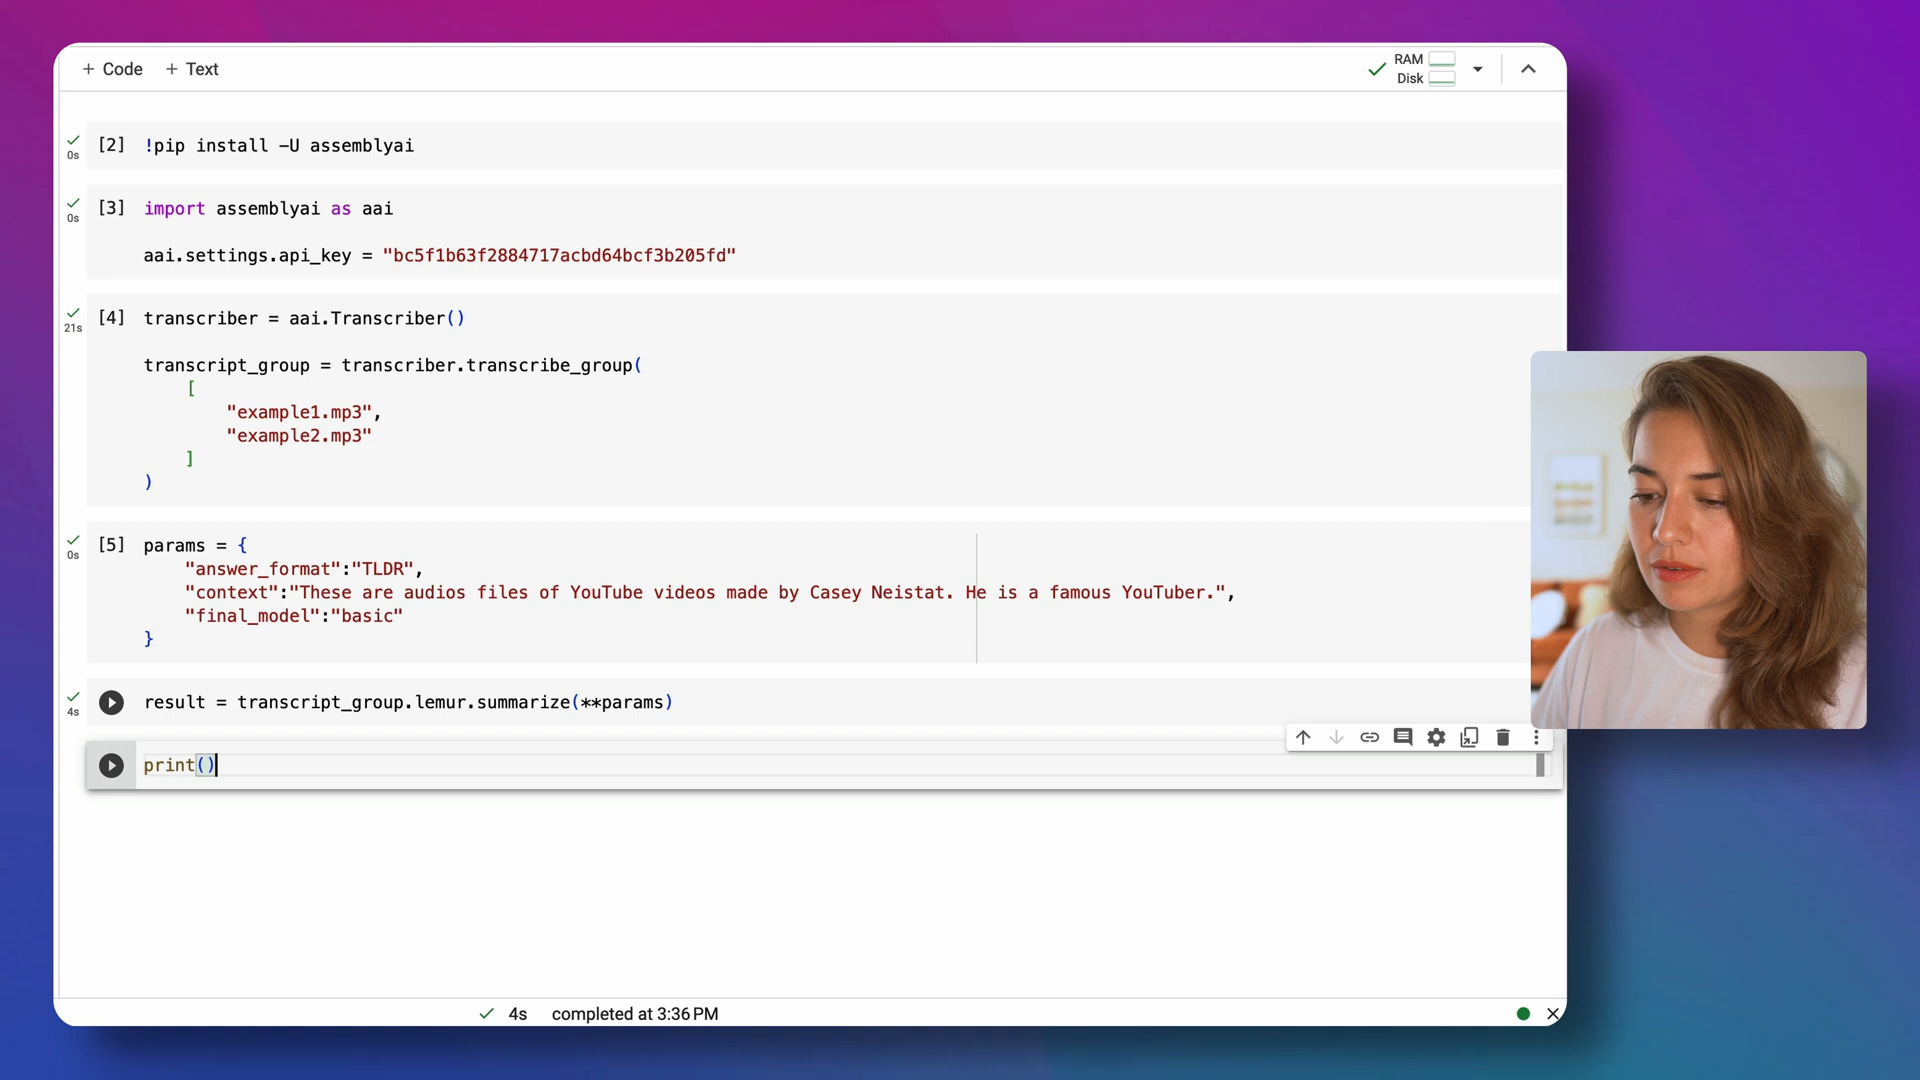 + Code + Text
RAM
Disk
0s
[2] !pip install -U assemblyai
0s
[3] import assemblyai as aai
aai.settings.api_key = "bc5f1b63f2884717acbd64bcf3b205fd"
21s
[4] transcriber = aai.Transcriber()
transcript_group = transcriber.transcribe_group(
[
"example1.mp3",
"example2.mp3"
]
)
0s
[5] params = {
"answer_format":"TLDR",
"context":"These are audios files of YouTube videos made by Casey Neistat. He is a famous YouTuber.",
"final_model":"basic"
}
4s
result = transcript_group.lemur.summarize(**params)
print()
4s completed at 3:36 PM